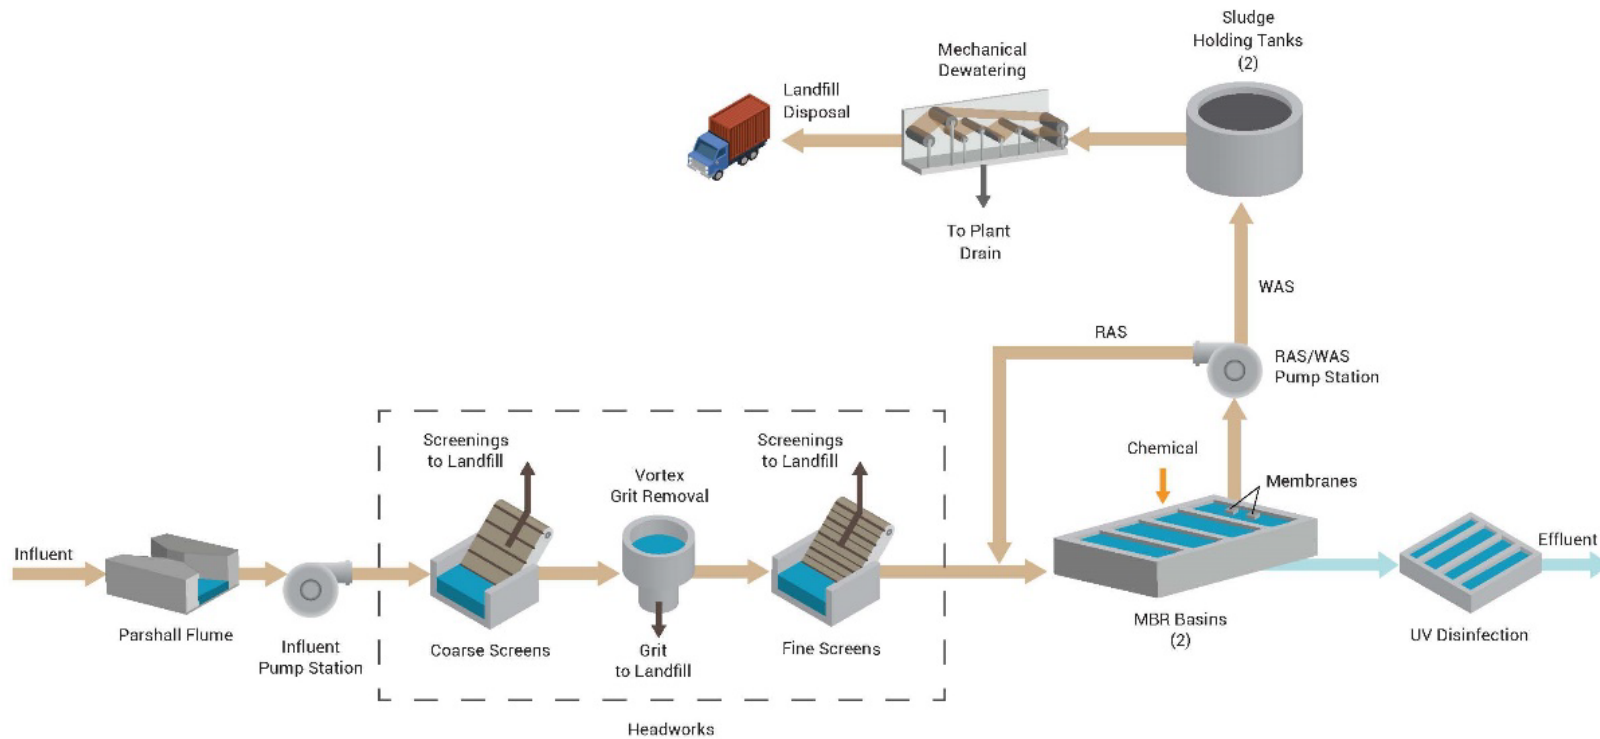 Sludge
Holding Tanks
(2)
Mechanical
Dewatering
Landfill
Disposal
To Plant
Drain
WAS
RAS
RAS/WAS
Pump Station
Chemical
Membranes
Screenings
to Landfill
Vortex
Grit Removal
Screenings
to Landfill
Influent
Effluent
Parshall Flume
Influent
Pump Station
Coarse Screens
Grit
to Landfill
Fine Screens
MBR Basins
(2)
UV Disinfection
Headworks